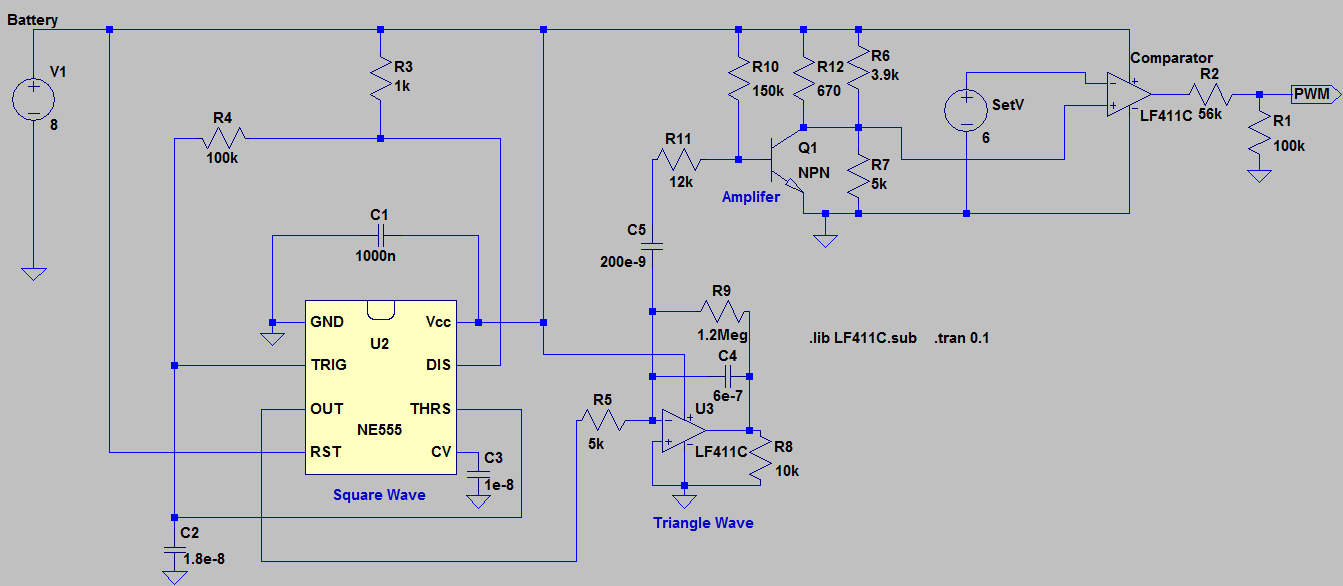 Battery
V1
8
R3
1k
R4
100k
C1
1000n
GND
Vcc
U2
TRIG
DIS
OUT
THRS
NE555
RST
CV
C3
1e-8
Square Wave
C2
1.8e-8
R10
150k
R12
670
R6
3.9k
R11
12k
Q1
NPN
R7
5k
Amplifer
C5
200e-9
R9
1.2Meg
C4
6e-7
R5
5k
U3
+
−
−
+
LF411C
R8
10k
Triangle Wave
SetV
6
+
−
Comparator
−
+
+
−
LF411C
R2
56k
PWM
R1
100k
.lib LF411C.sub .tran 0.1